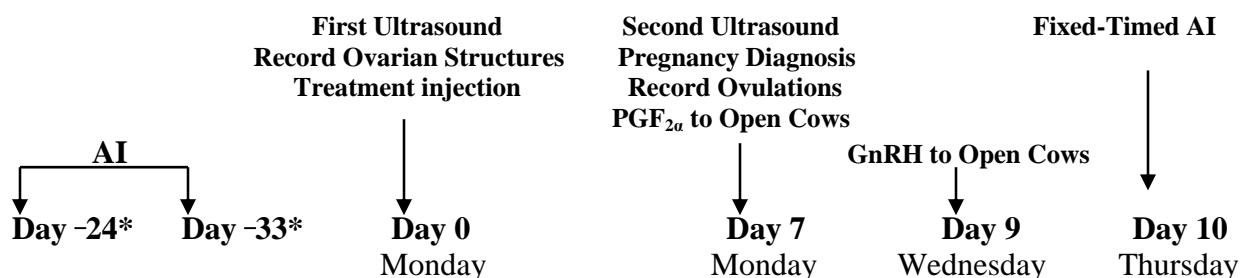 First Ultrasound
Record Ovarian Structures
Treatment injection
Second Ultrasound
Pregnancy Diagnosis
Record Ovulations
PGF2α to Open Cows
Fixed-Timed AI
AI
GnRH to Open Cows
Day -24*
Day -33*
Day 0
Monday
Day 7
Monday
Day 9
Wednesday
Day 10
Thursday